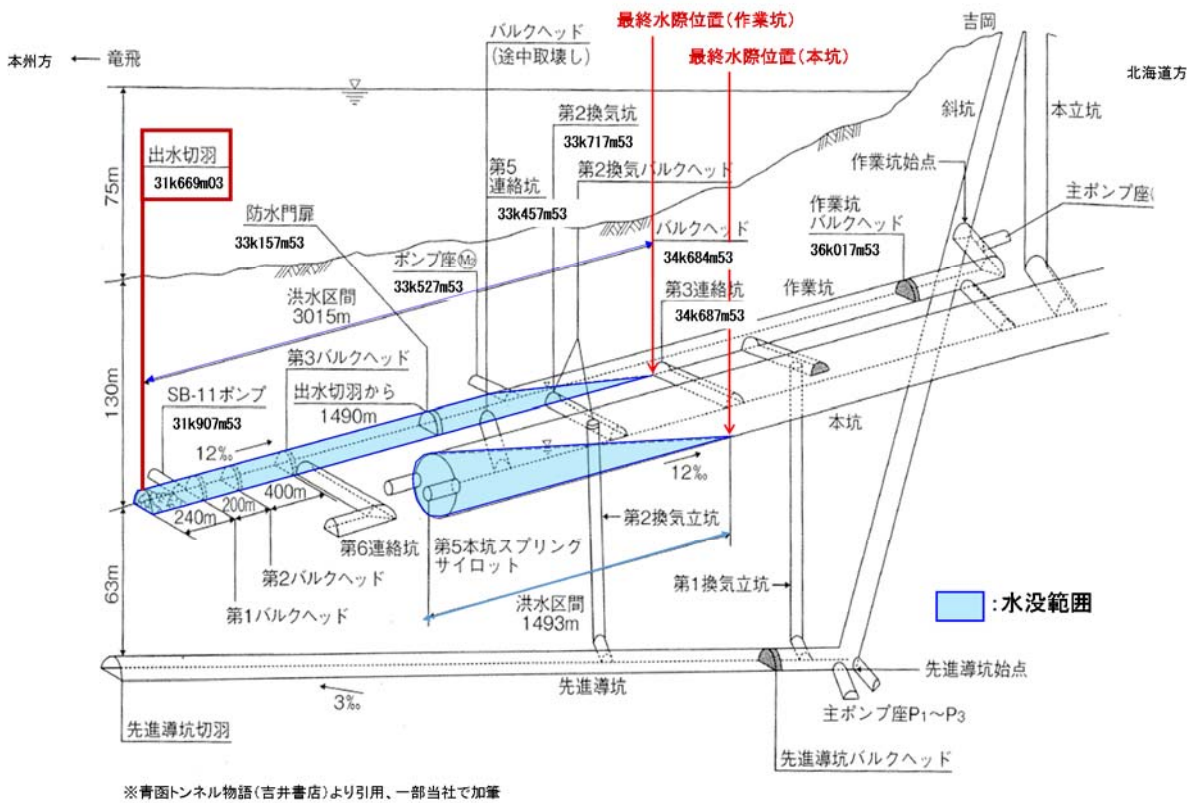 最終水際位置(作業坑)
吉岡
バルクヘッド
(途中取壊し)
最終水際位置(本坑)
本州方
竜飛
北海道方
第2換気坑
33k717m53
斜坑
本立坑
出水切羽
31k669m03
75m
第5
連絡坑
33k457m53
第2換気バルクヘッド
作業坑始点
防水門扉
33k157m53
作業坑
バルクヘッド
36k017m53
主ポンプ座
バルクヘッド
34k684m53
ポンプ座M2
33k527m53
第3連絡坑
34k687m53
作業坑
洪水区間
3015m
第3バルクヘッド
出水切羽から
1490m
130m
SB-11ポンプ
31k907m53
12‰
本坑
12‰
400m
200m
240m
第2換気立坑
第6連絡坑
第5本坑スプリング
サイロット
第2バルクヘッド
第1換気立坑
63m
第1バルクヘッド
洪水区間
1493m
:水没範囲
先進導坑
先進導坑始点
3‰
主ポンプ座P1〜P3
先進導坑切羽
先進導坑バルクヘッド
※青函トンネル物語(吉井書店)より引用、一部当社で加筆